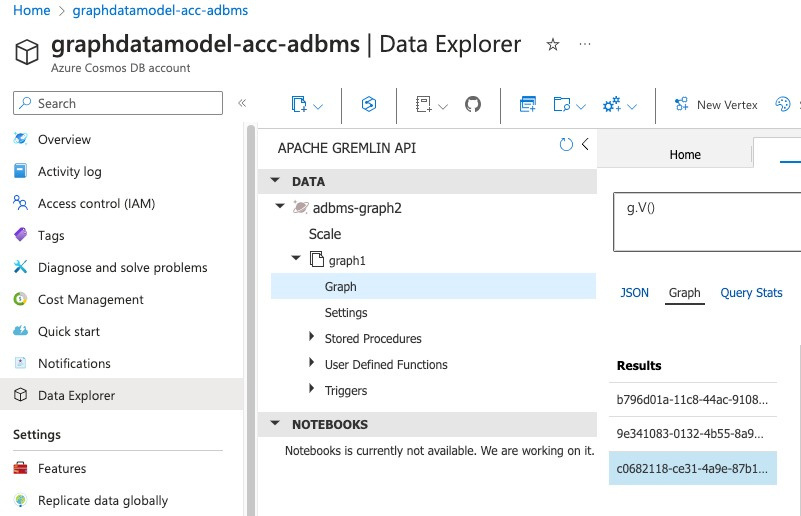 Home > graphdatamodel-acc-adbms
graphdatamodel-acc-adbms | Data Explorer
Azure Cosmos DB account
Search
Overview
Activity log
Access control (IAM)
Tags
Diagnose and solve problems
Cost Management
Quick start
Notifications
Data Explorer
Settings
Features
Replicate data globally
New Vertex
APACHE GREMLIN API
DATA
adbms-graph2
Scale
graph1
Graph
Settings
Stored Procedures
User Defined Functions
Triggers
NOTEBOOKS
Notebooks is currently not available. We are working on it.
Home
g.V()
JSON Graph Query Stats
Results
b796d01a-11c8-44ac-9108...
9e341083-0132-4b55-8a9...
c0682118-ce31-4a9e-87b1...